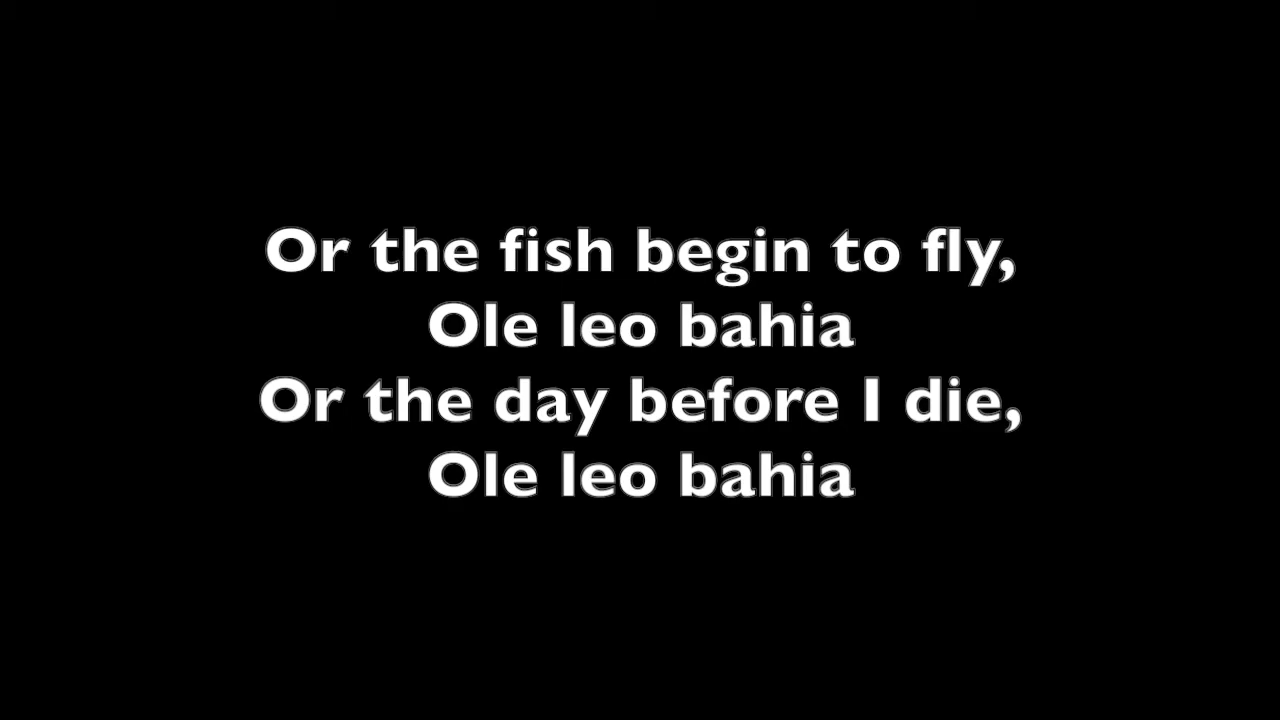 Or the fish begin to fly,
Ole leo bahia
Or the day before I die,
Ole leo bahia